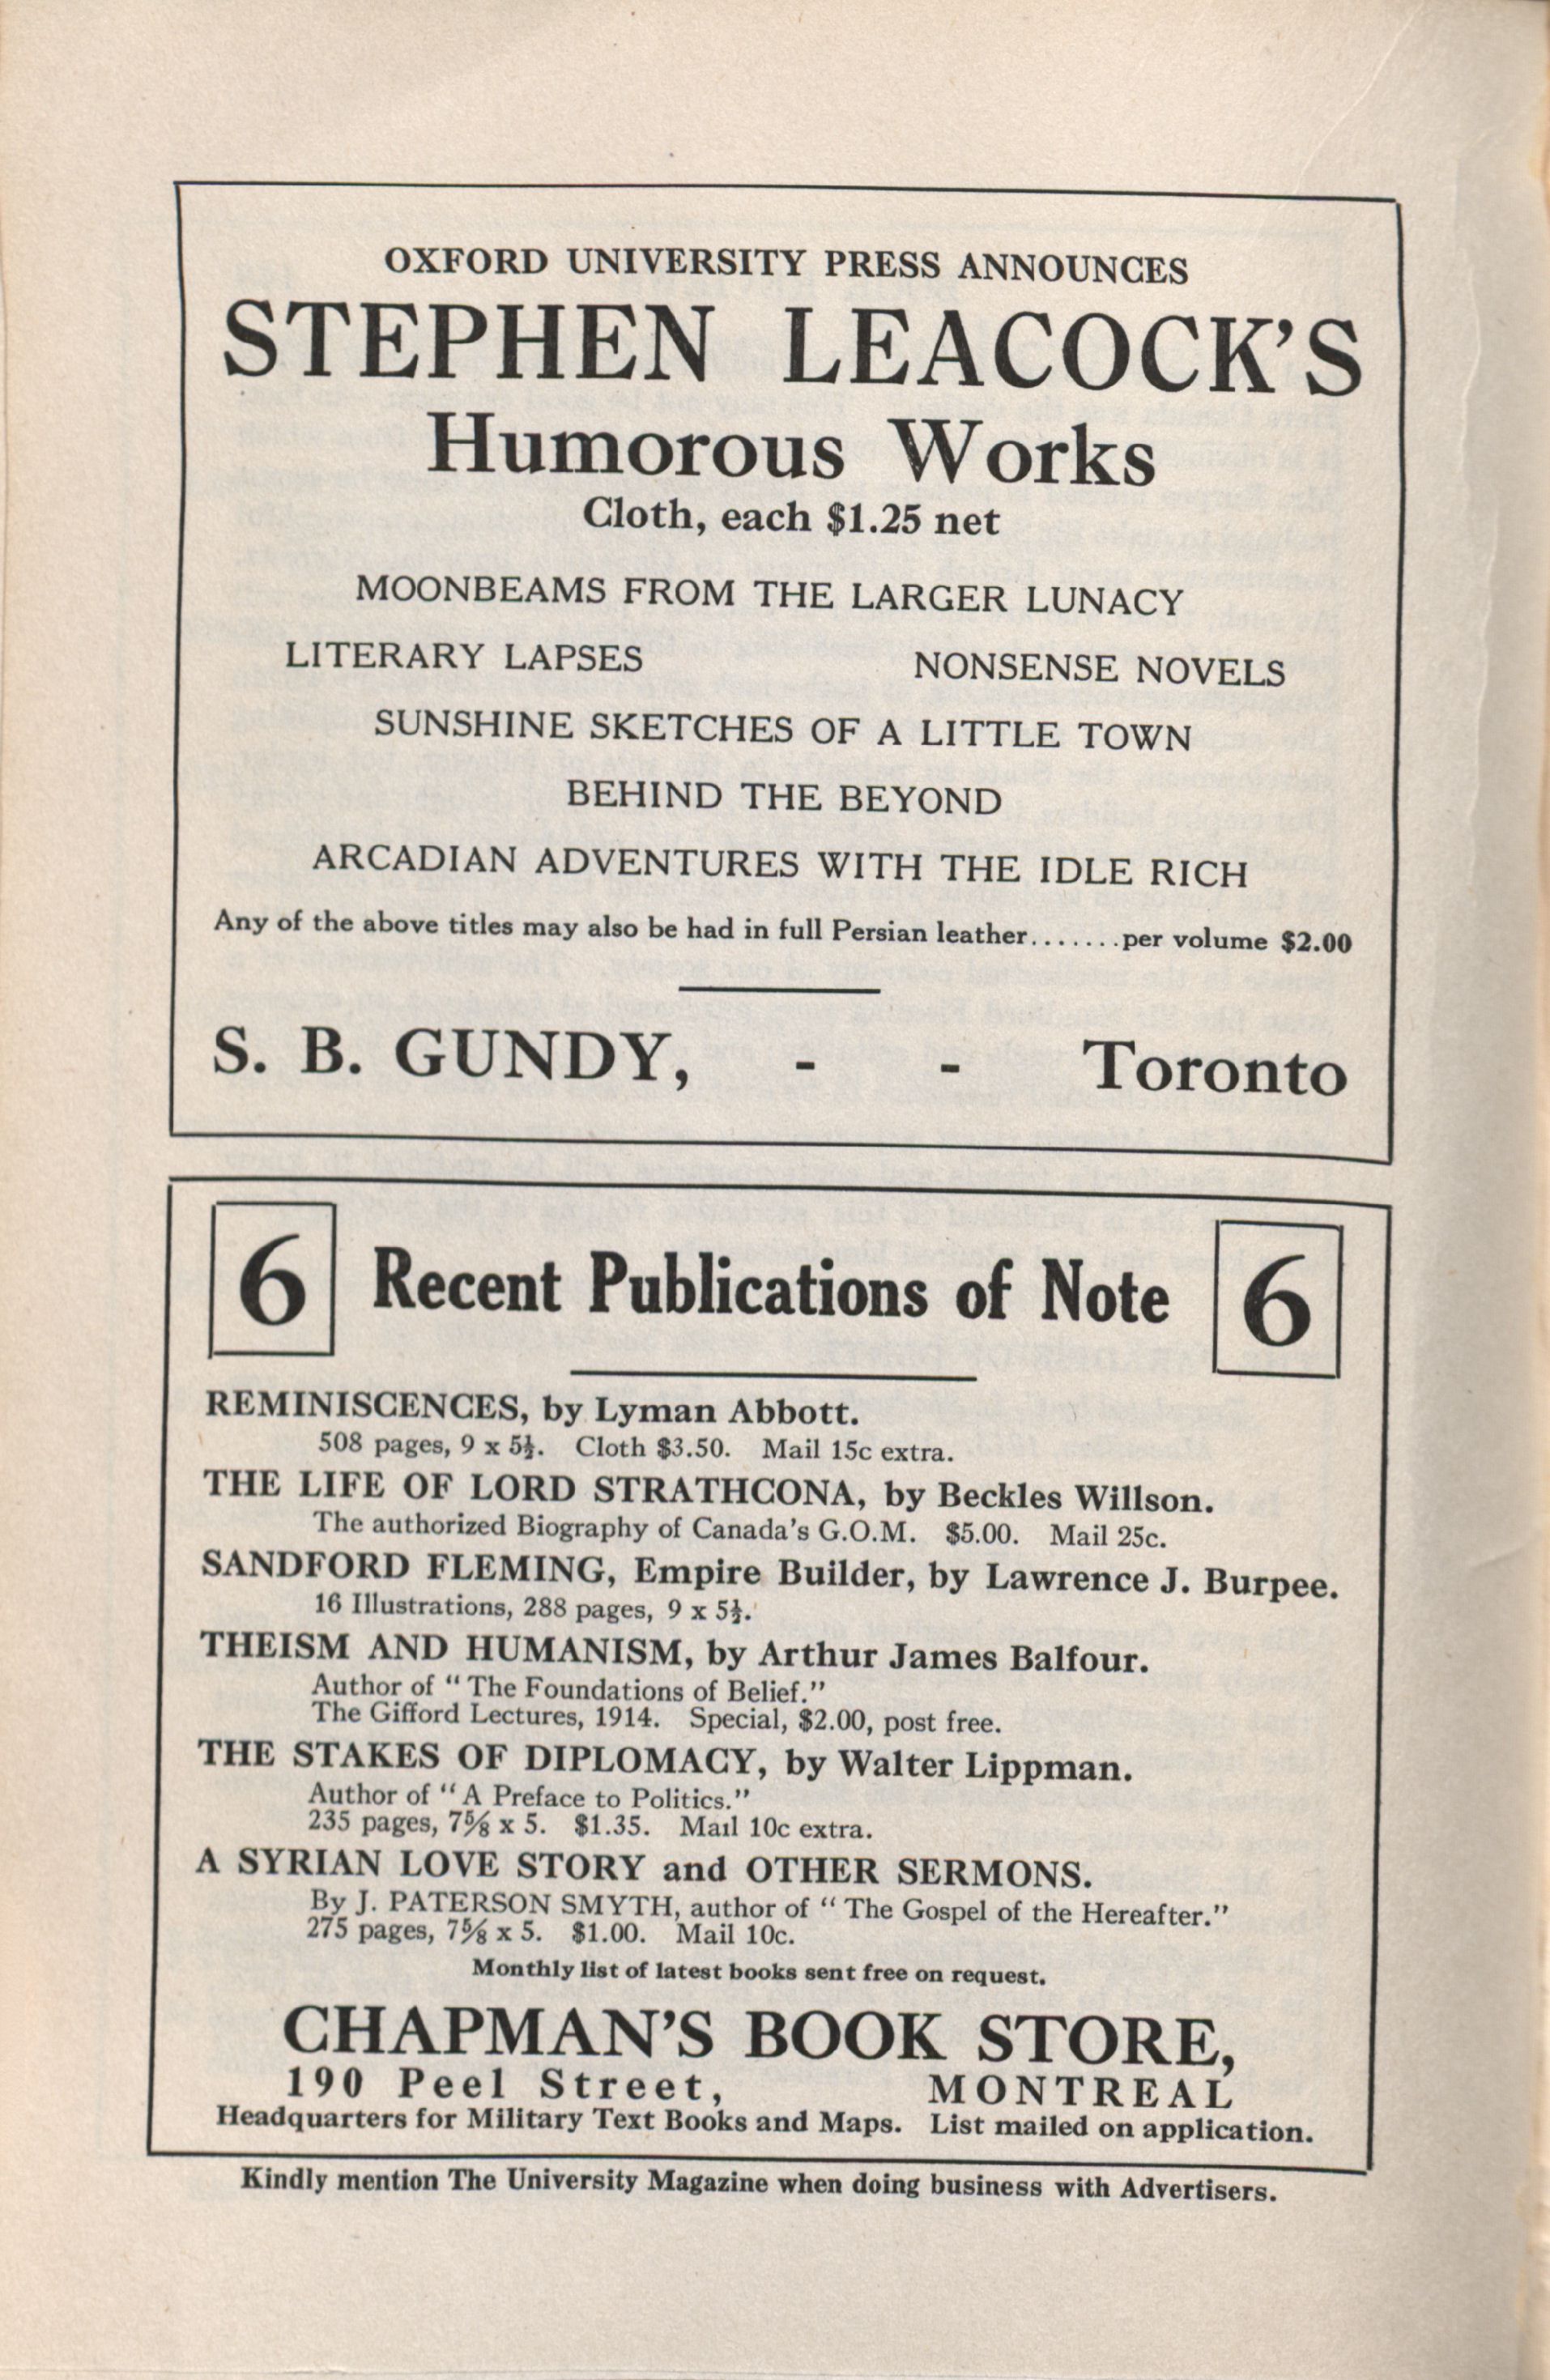 OXFORD UNIVERSITY PRESS ANNOUNCES
STEPHEN LEACOCK'S
Humorous Works
Cloth, each $1.25 net
MOONBEAMS FROM THE LARGER LUNACY
LITERARY LAPSES NONSENSE NOVELS
SUNSHINE SKETCHES OF A LITTLE TOWN
BEHIND THE BEYOND
ARCADIAN ADVENTURES WITH THE IDLE RICH
Any of the above titles may also be had in full Persian leather.......per volume $2.00
S. B. GUNDY, - - Toronto
6 Recent Publications of Note 6
REMINISCENCES, by Lyman Abbott.
508 pages, 9 x 5½. Cloth $3.50. Mail 15c extra.
THE LIFE OF LORD STRATHCONA, by Beckles Willson.
The authorized Biography of Canada's G.O.M. $5.00. Mail 25c.
SANDFORD FLEMING, Empire Builder, by Lawrence J. Burpee.
16 Illustrations, 288 pages, 9 x 5½.
THEISM AND HUMANISM, by Arthur James Balfour.
Author of "The Foundations of Belief."
The Gifford Lectures, 1914. Special, $2.00, post free.
THE STAKES OF DIPLOMACY, by Walter Lippman.
Author of "A Preface to Politics."
235 pages, 7⅝ x 5. $1.35. Mail 10c extra.
A SYRIAN LOVE STORY and OTHER SERMONS.
By J. PATERSON SMYTH, author of "The Gospel of the Hereafter."
275 pages, 7⅝ x 5. $1.00. Mail 10c.
Monthly list of latest books sent free on request.
CHAPMAN'S BOOK STORE,
190 Peel Street, MONTREAL
Headquarters for Military Text Books and Maps. List mailed on application.
Kindly mention The University Magazine when doing business with Advertisers.